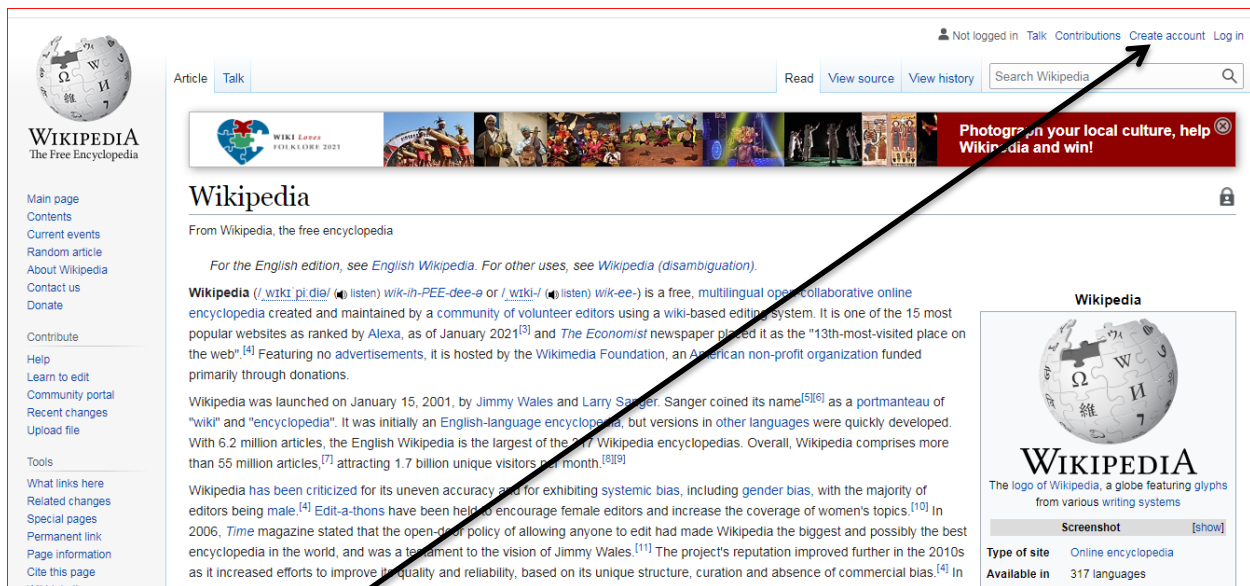 Not logged in Talk Contributions Create account Log in
Article Talk Read View source View history Search Wikipedia
WIKIPEDIA
The Free Encyclopedia
WIKI Loves
FOLKLORE 2021
Photograph your local culture, help
Wikipedia and win!
Main page
Contents
Current events
Random article
About Wikipedia
Contact us
Donate
Contribute
Help
Learn to edit
Community portal
Recent changes
Upload file
Tools
What links here
Related changes
Special pages
Permanent link
Page information
Cite this page
Wikipedia
From Wikipedia, the free encyclopedia
For the English edition, see English Wikipedia. For other uses, see Wikipedia (disambiguation).
Wikipedia (/ˌwɪkɪˈpiːdiə/ (listen) wik-ih-PEE-dee-ə or /ˌwɪki-/ (listen) wik-ee-) is a free, multilingual open-collaborative online
encyclopedia created and maintained by a community of volunteer editors using a wiki-based editing system. It is one of the 15 most
popular websites as ranked by Alexa, as of January 2021[3] and The Economist newspaper placed it as the "13th-most-visited place on
the web".[4] Featuring no advertisements, it is hosted by the Wikimedia Foundation, an American non-profit organization funded
primarily through donations.
Wikipedia was launched on January 15, 2001, by Jimmy Wales and Larry Sanger. Sanger coined its name[5][6] as a portmanteau of
"wiki" and "encyclopedia". It was initially an English-language encyclopedia, but versions in other languages were quickly developed.
With 6.2 million articles, the English Wikipedia is the largest of the 317 Wikipedia encyclopedias. Overall, Wikipedia comprises more
than 55 million articles,[7] attracting 1.7 billion unique visitors per month.[8][9]
Wikipedia has been criticized for its uneven accuracy and for exhibiting systemic bias, including gender bias, with the majority of
editors being male.[4] Edit-a-thons have been held to encourage female editors and increase the coverage of women's topics.[10] In
2006, Time magazine stated that the open-door policy of allowing anyone to edit had made Wikipedia the biggest and possibly the best
encyclopedia in the world, and was a testament to the vision of Jimmy Wales.[11] The project's reputation improved further in the 2010s
as it increased efforts to improve its quality and reliability, based on its unique structure, curation and absence of commercial bias.[4] In
Wikipedia
WIKIPEDIA
The logo of Wikipedia, a globe featuring glyphs
from various writing systems
Screenshot [show]
Type of site Online encyclopedia
Available in 317 languages